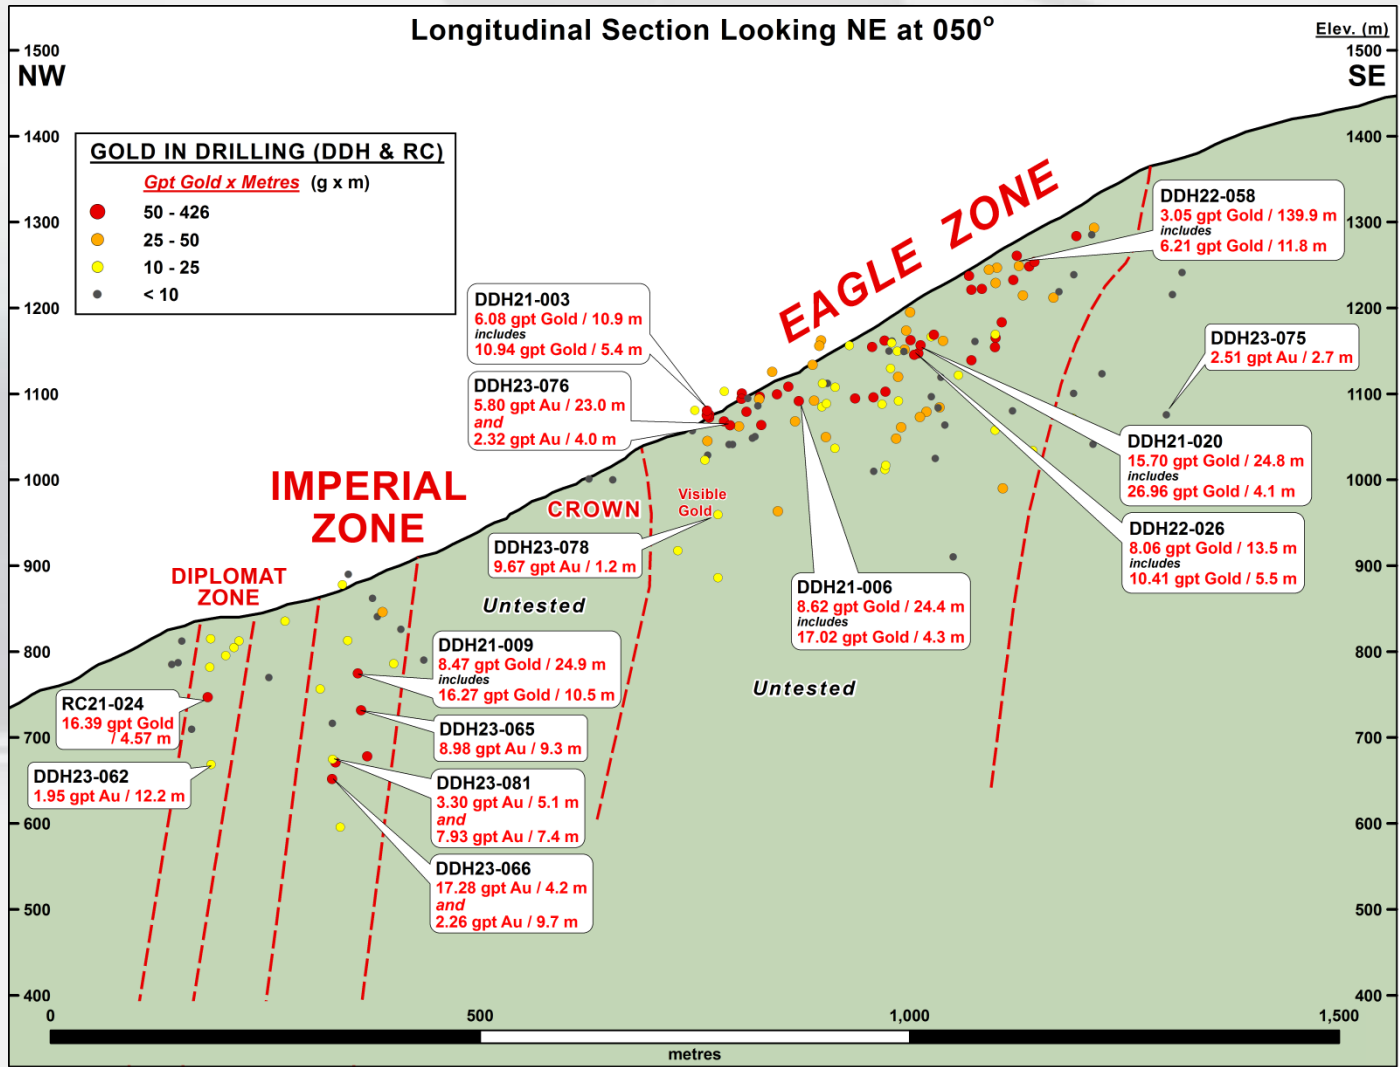 Longitudinal Section Looking NE at 050°
Elev. (m)
1500
1500
NW
SE
1400
1400
1300
1300
1200
1200
1100
1100
1000
1000
900
900
800
800
700
700
600
600
500
500
400
400
GOLD IN DRILLING (DDH & RC)
Gpt Gold x Metres (g x m)
50 - 426
25 - 50
10 - 25
< 10
EAGLE ZONE
IMPERIAL
ZONE
DIPLOMAT
ZONE
CROWN
Visible
Gold
Untested
Untested
DDH22-058
3.05 gpt Gold / 139.9 m
includes
6.21 gpt Gold / 11.8 m
DDH21-003
6.08 gpt Gold / 10.9 m
includes
10.94 gpt Gold / 5.4 m
DDH23-075
2.51 gpt Au / 2.7 m
DDH23-076
5.80 gpt Au / 23.0 m
and
2.32 gpt Au / 4.0 m
DDH21-020
15.70 gpt Gold / 24.8 m
includes
26.96 gpt Gold / 4.1 m
DDH22-026
8.06 gpt Gold / 13.5 m
includes
10.41 gpt Gold / 5.5 m
DDH23-078
9.67 gpt Au / 1.2 m
DDH21-006
8.62 gpt Gold / 24.4 m
includes
17.02 gpt Gold / 4.3 m
DDH21-009
8.47 gpt Gold / 24.9 m
includes
16.27 gpt Gold / 10.5 m
RC21-024
16.39 gpt Gold
/ 4.57 m
DDH23-065
8.98 gpt Au / 9.3 m
DDH23-062
1.95 gpt Au / 12.2 m
DDH23-081
3.30 gpt Au / 5.1 m
and
7.93 gpt Au / 7.4 m
DDH23-066
17.28 gpt Au / 4.2 m
and
2.26 gpt Au / 9.7 m
0
500
1,000
1,500
metres